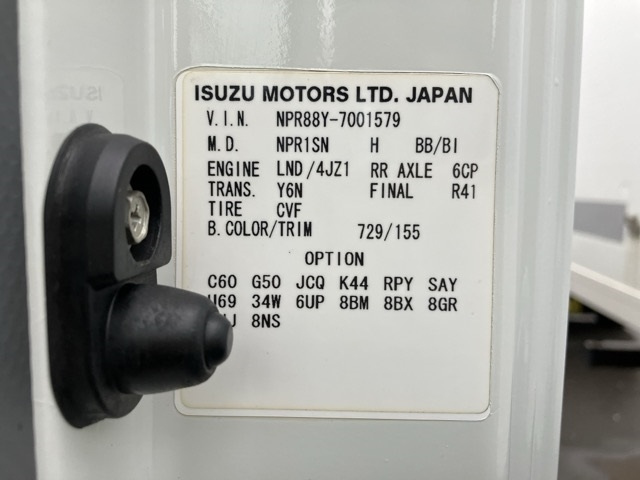 ISUZU MOTORS LTD. JAPAN
V.I.N. NPR88Y-7001579
M.D. NPR1SN H BB/BI
ENGINE LND/4JZ1 RR AXLE 6CP
TRANS. Y6N FINAL R41
TIRE CVF
B.COLOR/TRIM 729/155
OPTION
C60 G50 JCQ K44 RPY SAY
34W 6UP 8BM 8BX 8GR
8NS